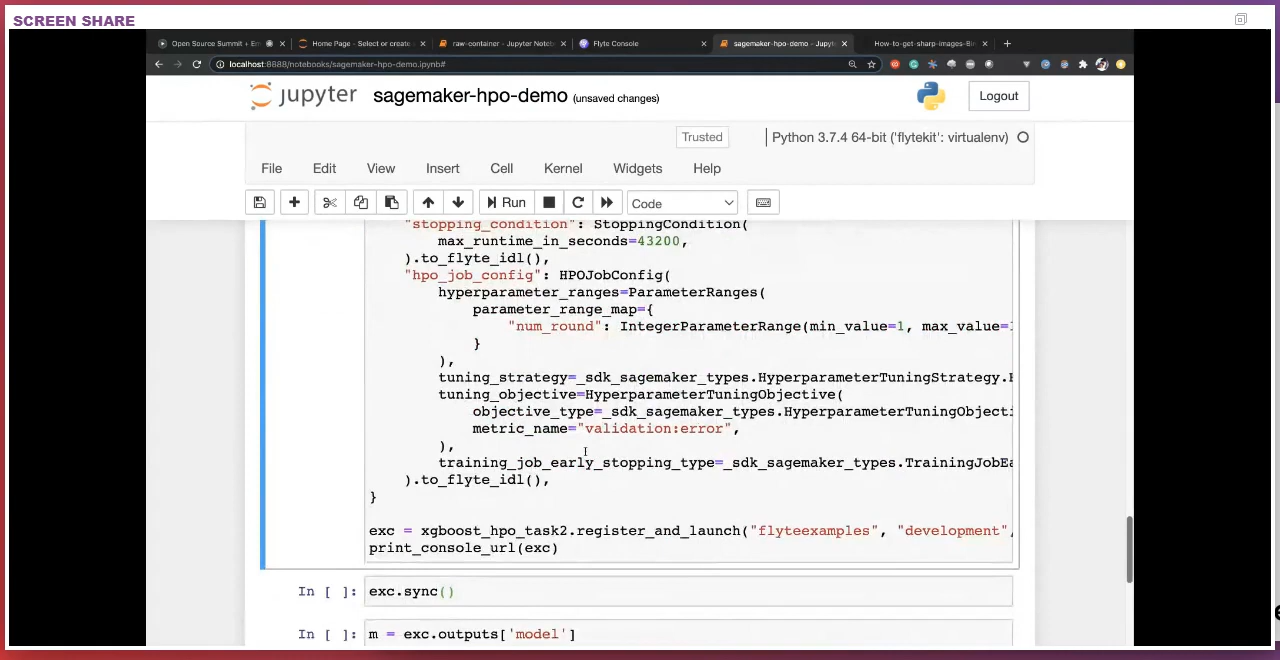 SCREEN SHARE
Open Source Summit + Em
Home Page - Select or create a
raw-container - Jupyter Noteb
Flyte Console
sagemaker-hpo-demo - Jupyt
How-to-get-sharp-images-Bir
localhost:8888/notebooks/sagemaker-hpo-demo.ipynb#
jupyter sagemaker-hpo-demo (unsaved changes)
Logout
Trusted
Python 3.7.4 64-bit ('flytekit': virtualenv)
File Edit View Insert Cell Kernel Widgets Help
Run
Code
"stopping_condition": StoppingCondition(
max_runtime_in_seconds=43200,
).to_flyte_idl(),
"hpo_job_config": HPOJobConfig(
hyperparameter_ranges=ParameterRanges(
parameter_range_map={
"num_round": IntegerParameterRange(min_value=1, max_value=
}
),
tuning_strategy=_sdk_sagemaker_types.HyperparameterTuningStrategy.
tuning_objective=HyperparameterTuningObjective(
objective_type=_sdk_sagemaker_types.HyperparameterTuningObjecti
metric_name="validation:error",
),
training_job_early_stopping_type=_sdk_sagemaker_types.TrainingJobEa
).to_flyte_idl(),
}
exc = xgboost_hpo_task2.register_and_launch("flyteexamples", "development",
print_console_url(exc)
In [ ]: exc.sync()
In [ ]: m = exc.outputs['model']